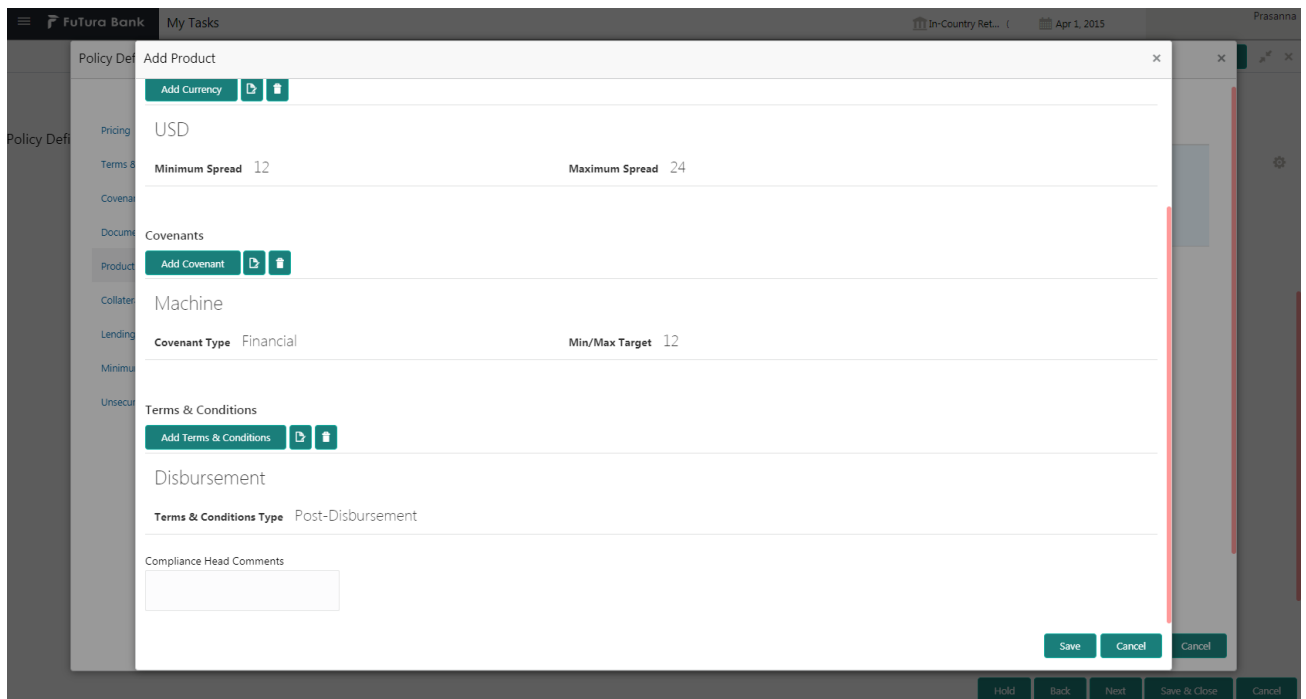 FuTura Bank My Tasks In-Country Ret... ( Apr 1, 2015 Prasanna
Policy Def Add Product
Add Currency
Policy Defi
Pricing
USD
Terms &
Minimum Spread 12 Maximum Spread 24
Covena
Docume
Covenants
Product
Add Covenant
Collater
Machine
Lending
Covenant Type Financial Min/Max Target 12
Minimu
Unsecur
Terms & Conditions
Add Terms & Conditions
Disbursement
Terms & Conditions Type Post-Disbursement
Compliance Head Comments
Save Cancel Cancel
Hold Back Next Save & Close Cancel